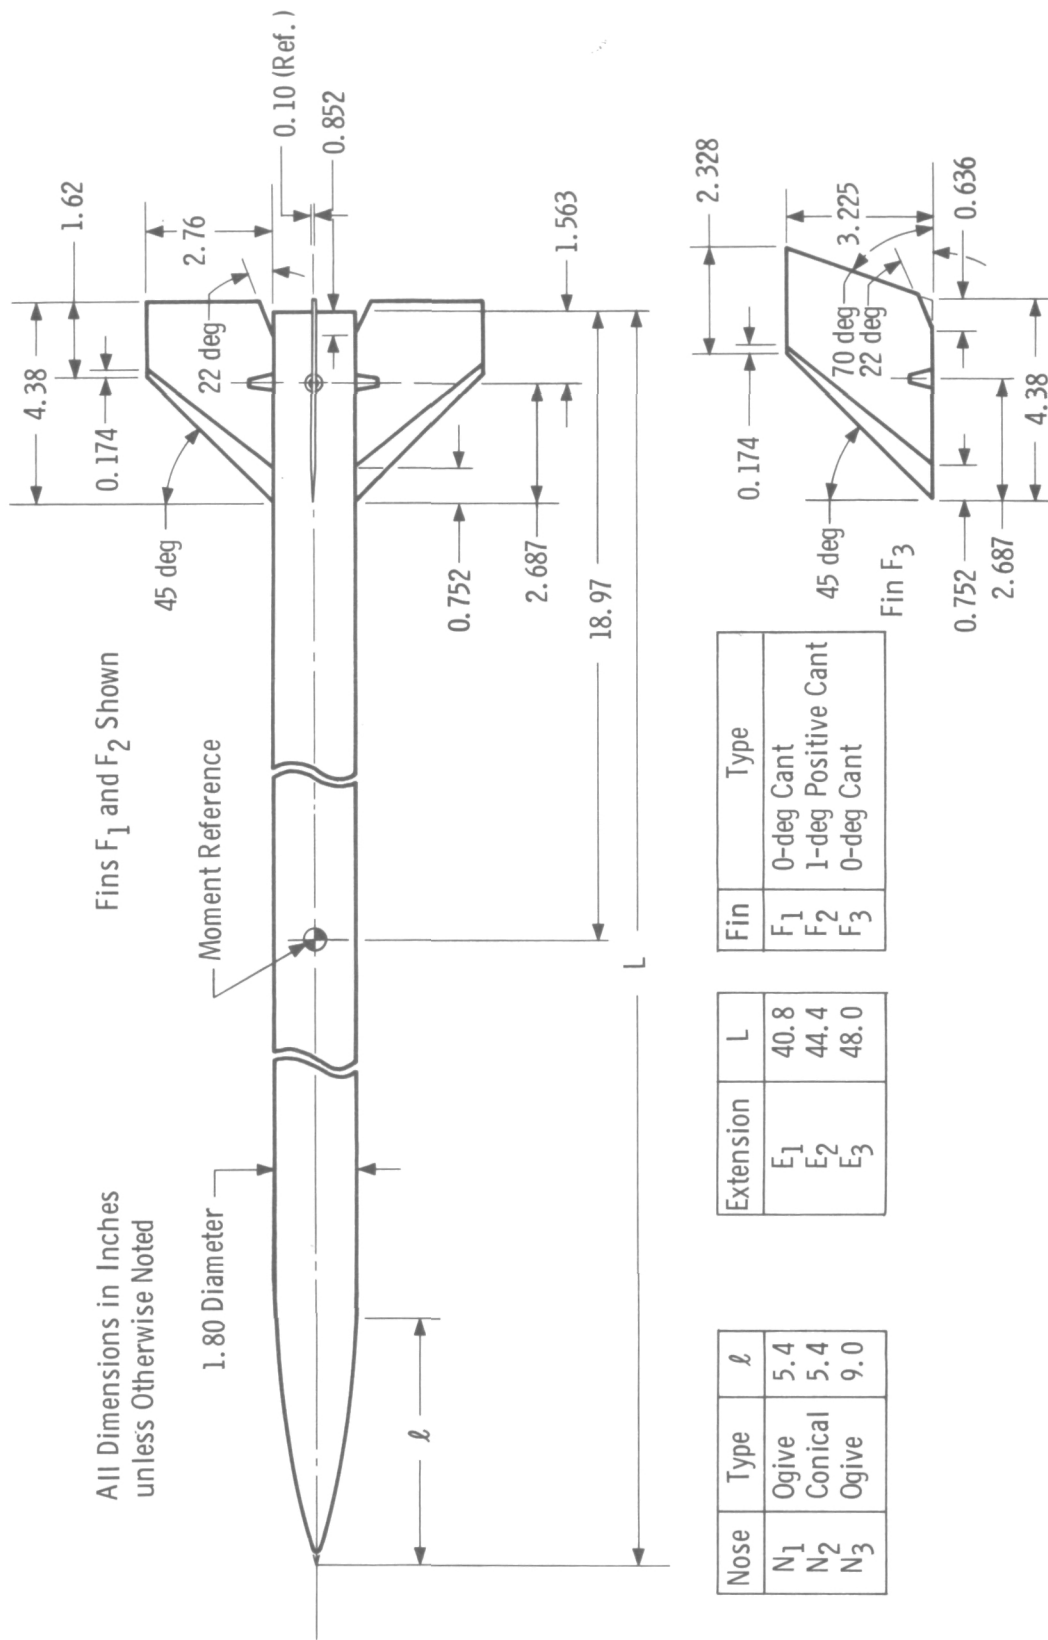 All Dimensions in Inches
unless Otherwise Noted
Fins F1 and F2 Shown
1.80 Diameter
Moment Reference
45 deg
0.174
4.38
1.62
2.76
22 deg
0.10 (Ref.)
0.852
1.563
0.752
2.687
18.97
L
ℓ
2.328
0.174
45 deg
70 deg
22 deg
3.225
0.636
Fin F3
0.752
2.687
4.38
Nose Type ℓ
N1 Ogive 5.4
N2 Conical 5.4
N3 Ogive 9.0
Extension L
E1 40.8
E2 44.4
E3 48.0
Fin Type
F1 0-deg Cant
F2 1-deg Positive Cant
F3 0-deg Cant